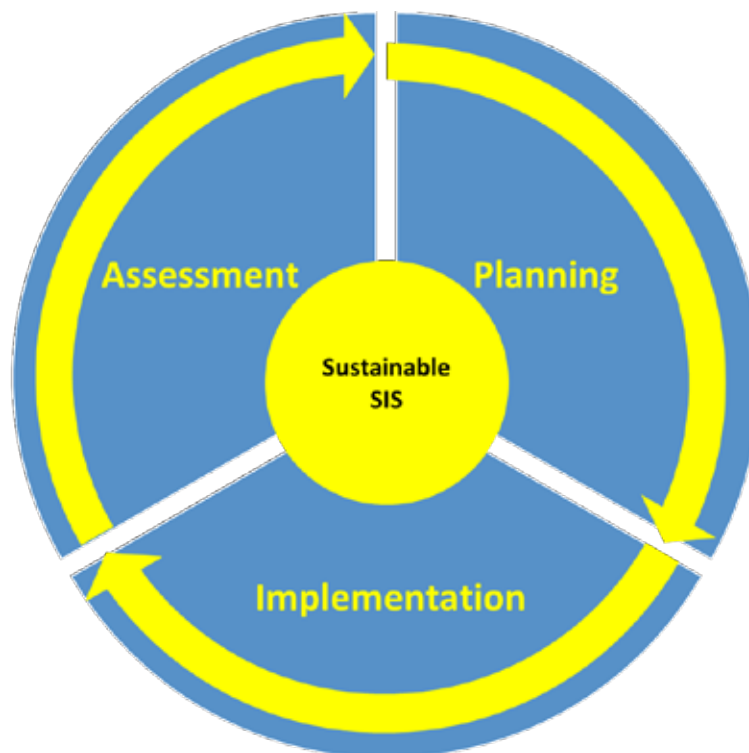 Assessment
Planning
Sustainable
SIS
Implementation